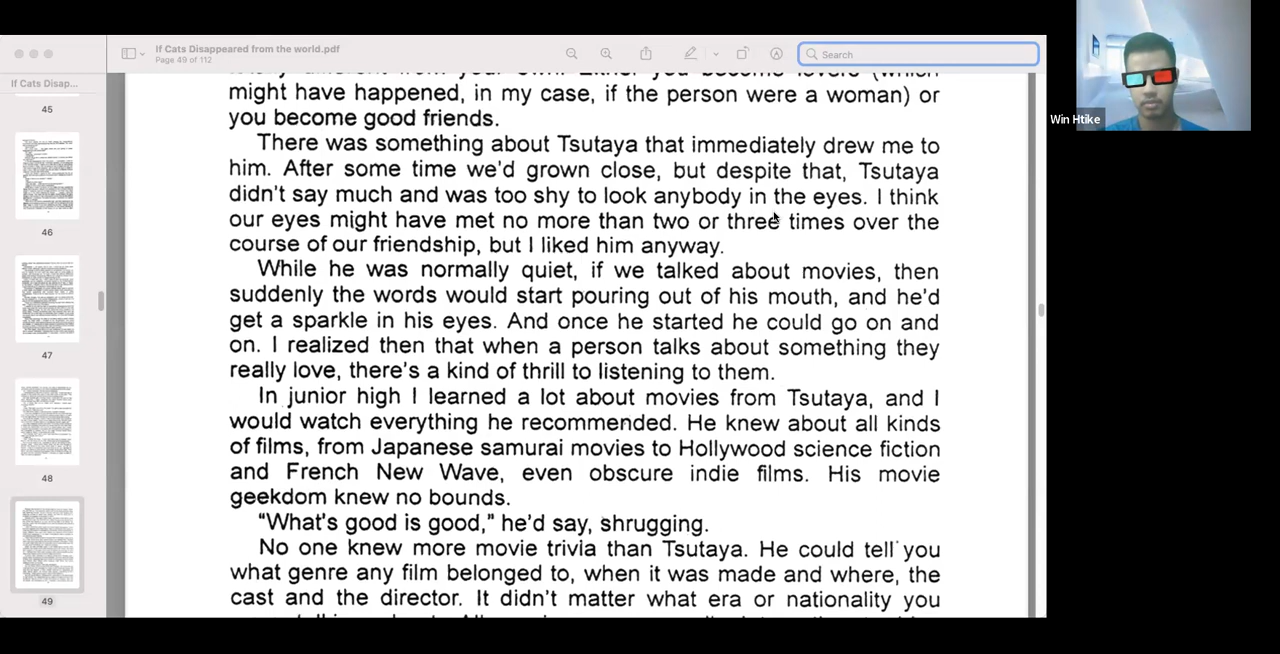 If Cats Disappeared from the world.pdf
Page 49 of 112
Search
If Cats Disap...
45
46
47
48
49
might have happened, in my case, if the person were a woman) or
you become good friends.
There was something about Tsutaya that immediately drew me to
him. After some time we'd grown close, but despite that, Tsutaya
didn't say much and was too shy to look anybody in the eyes. I think
our eyes might have met no more than two or three times over the
course of our friendship, but I liked him anyway.
While he was normally quiet, if we talked about movies, then
suddenly the words would start pouring out of his mouth, and he'd
get a sparkle in his eyes. And once he started he could go on and
on. I realized then that when a person talks about something they
really love, there's a kind of thrill to listening to them.
In junior high I learned a lot about movies from Tsutaya, and I
would watch everything he recommended. He knew about all kinds
of films, from Japanese samurai movies to Hollywood science fiction
and French New Wave, even obscure indie films. His movie
geekdom knew no bounds.
"What's good is good," he'd say, shrugging.
No one knew more movie trivia than Tsutaya. He could tell you
what genre any film belonged to, when it was made and where, the
cast and the director. It didn't matter what era or nationality you
Win Htike